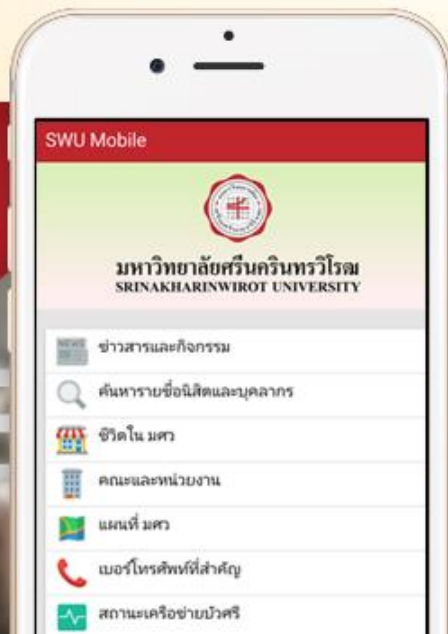 SWU Mobile
มหาวิทยาลัยศรีนครินทรวิโรฒ
SRINAKHARINWIROT UNIVERSITY
NEWS
ข่าวสารและกิจกรรม
ค้นหารายชื่อนิสิตและบุคลากร
ชีวิตใน มศว
คณะและหน่วยงาน
แผนที่ มศว
เบอร์โทรศัพท์ที่สำคัญ
สถานะเครือข่ายบัวศรี